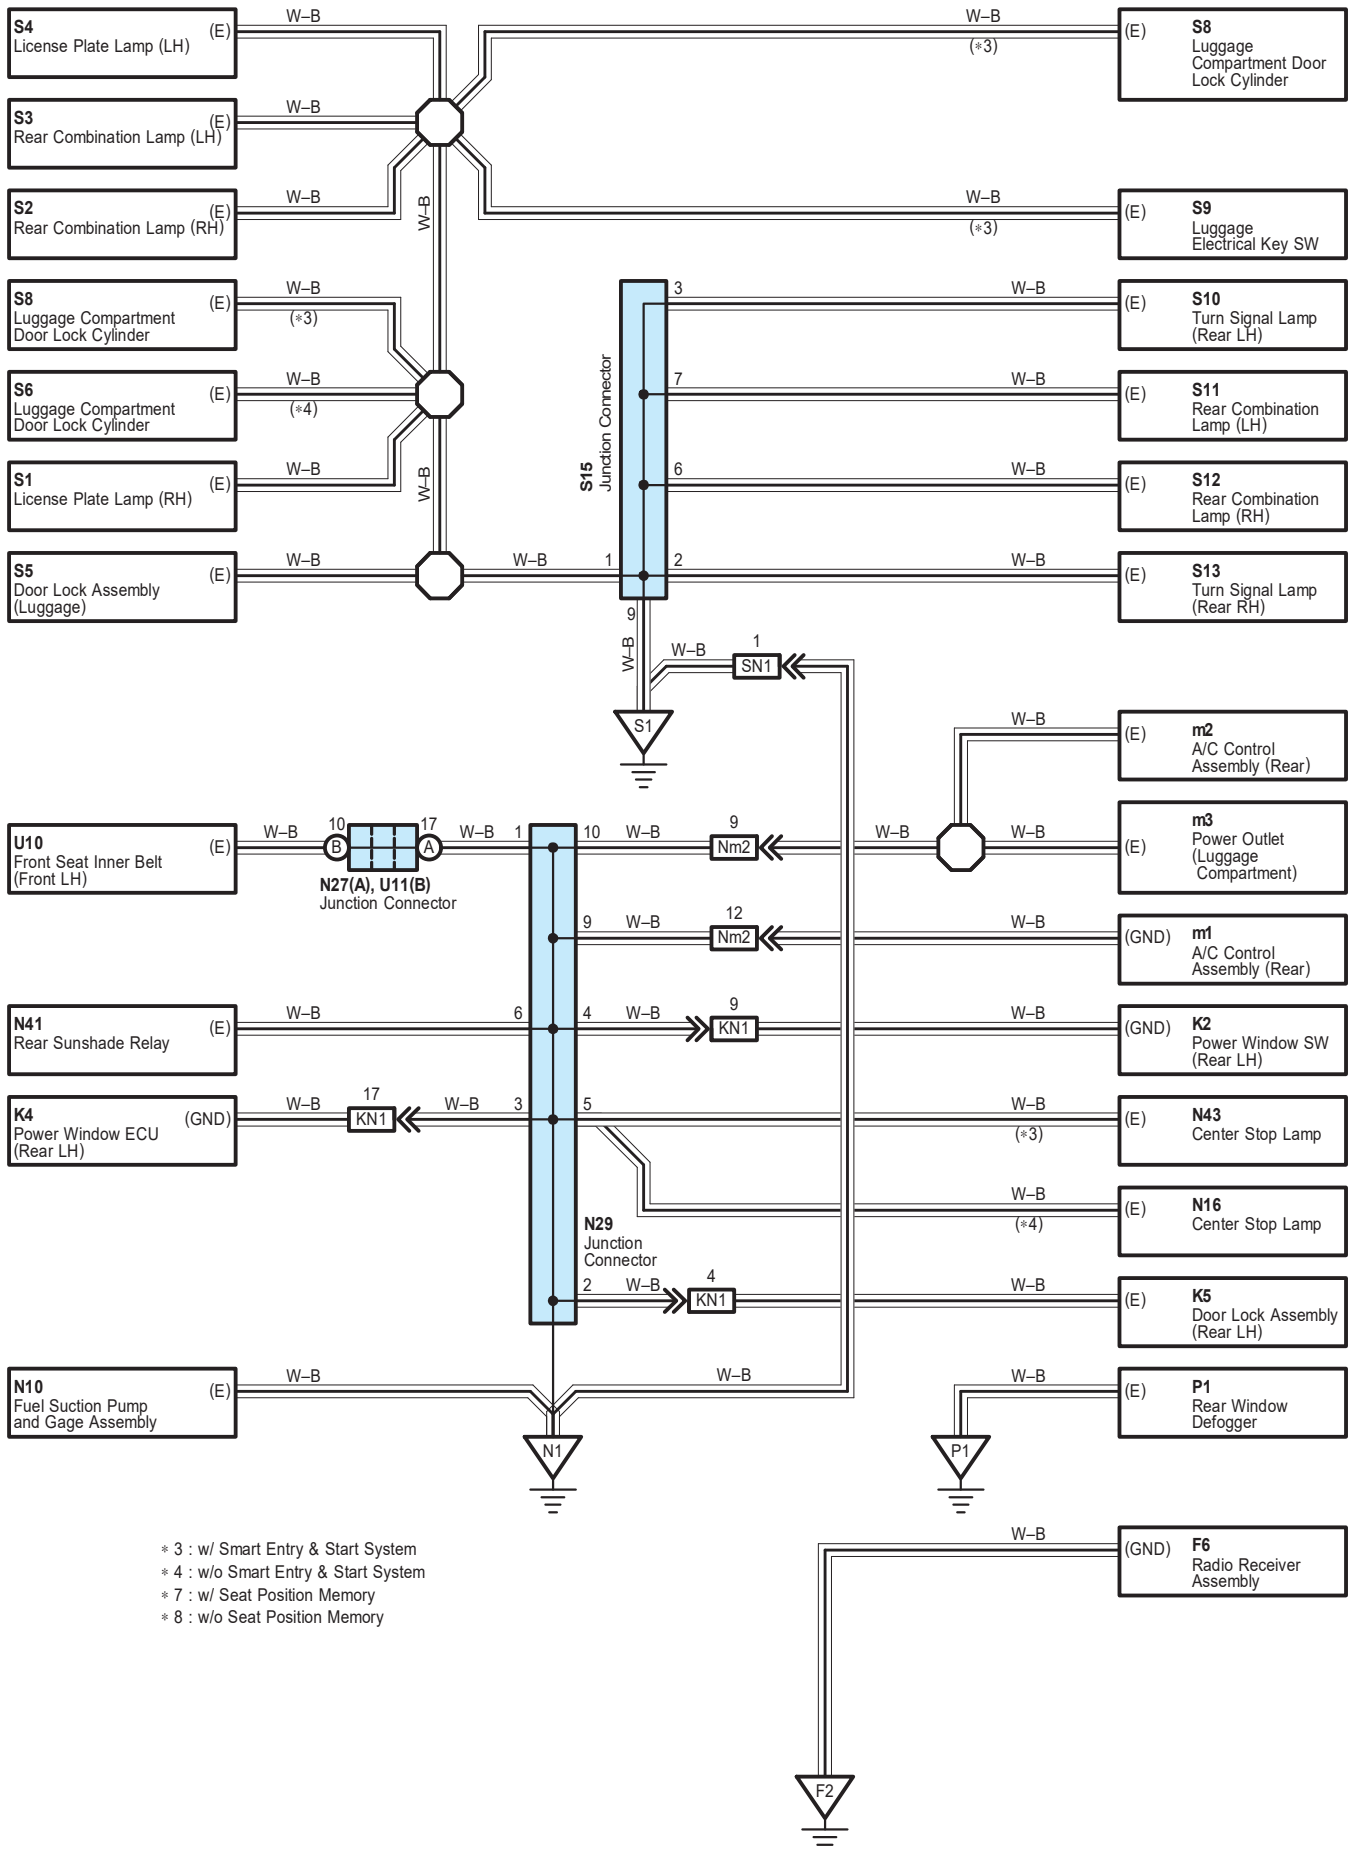 S4
License Plate Lamp (LH)
(E)
W–B
W–B
(∗3)
(E)
S8
Luggage
Compartment Door
Lock Cylinder
S3
Rear Combination Lamp (LH)
(E)
W–B
S2
Rear Combination Lamp (RH)
(E)
W–B
W–B
W–B
(∗3)
(E)
S9
Luggage
Electrical Key SW
S8
Luggage Compartment
Door Lock Cylinder
(E)
W–B
(∗3)
3
W–B
(E)
S10
Turn Signal Lamp
(Rear LH)
S6
Luggage Compartment
Door Lock Cylinder
(E)
W–B
(∗4)
7
W–B
(E)
S11
Rear Combination
Lamp (LH)
S15
Junction Connector
S1
License Plate Lamp (RH)
(E)
W–B
W–B
6
W–B
(E)
S12
Rear Combination
Lamp (RH)
S5
Door Lock Assembly
(Luggage)
(E)
W–B
W–B
1
2
W–B
(E)
S13
Turn Signal Lamp
(Rear RH)
9
W–B
W–B
1
SN1
S1
W–B
(E)
m2
A/C Control
Assembly (Rear)
U10
Front Seat Inner Belt
(Front LH)
(E)
W–B
10
B
17
A
N27(A), U11(B)
Junction Connector
W–B
1
10
W–B
9
Nm2
W–B
W–B
(E)
m3
Power Outlet
(Luggage
Compartment)
9
W–B
12
Nm2
W–B
(GND)
m1
A/C Control
Assembly (Rear)
N41
Rear Sunshade Relay
(E)
W–B
6
4
W–B
9
KN1
W–B
(GND)
K2
Power Window SW
(Rear LH)
K4
Power Window ECU
(Rear LH)
(GND)
W–B
17
KN1
W–B
3
5
W–B
(∗3)
(E)
N43
Center Stop Lamp
W–B
(∗4)
(E)
N16
Center Stop Lamp
N29
Junction
Connector
2
W–B
4
KN1
W–B
(E)
K5
Door Lock Assembly
(Rear LH)
N10
Fuel Suction Pump
and Gage Assembly
(E)
W–B
W–B
N1
W–B
(E)
P1
Rear Window
Defogger
P1
∗ 3 : w/ Smart Entry & Start System
∗ 4 : w/o Smart Entry & Start System
∗ 7 : w/ Seat Position Memory
∗ 8 : w/o Seat Position Memory
W–B
(GND)
F6
Radio Receiver
Assembly
F2